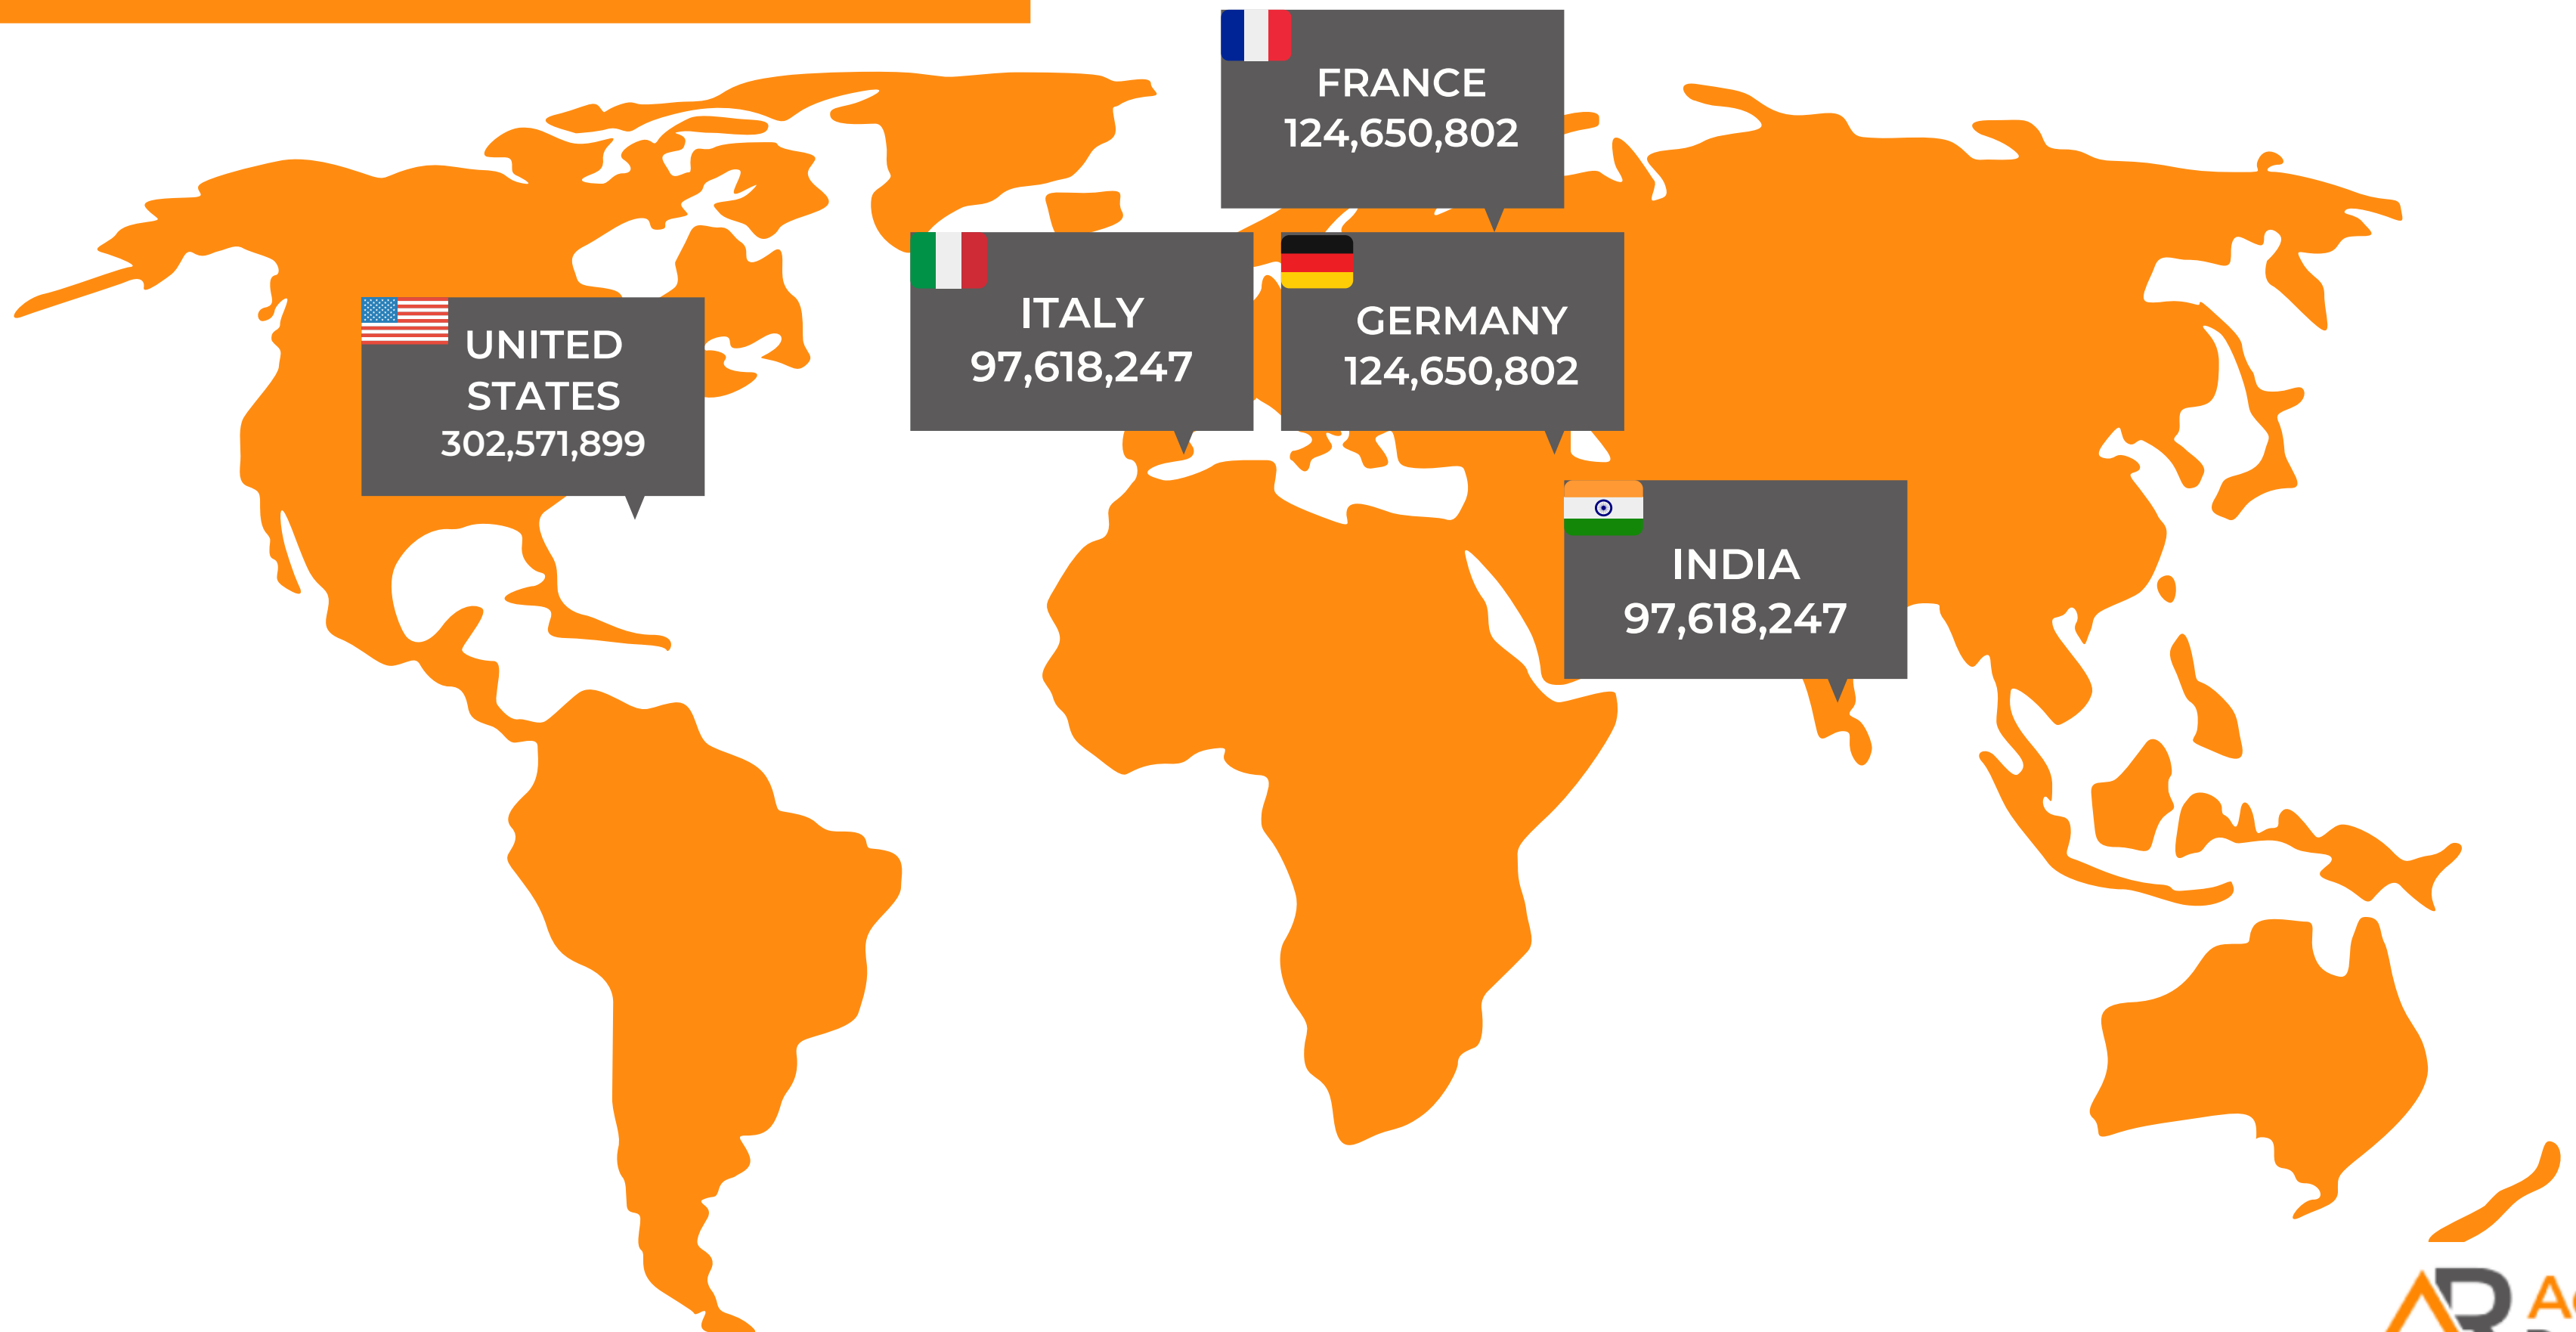 FRANCE
124,650,802
ITALY
97,618,247
GERMANY
124,650,802
UNITED
STATES
302,571,899
INDIA
97,618,247